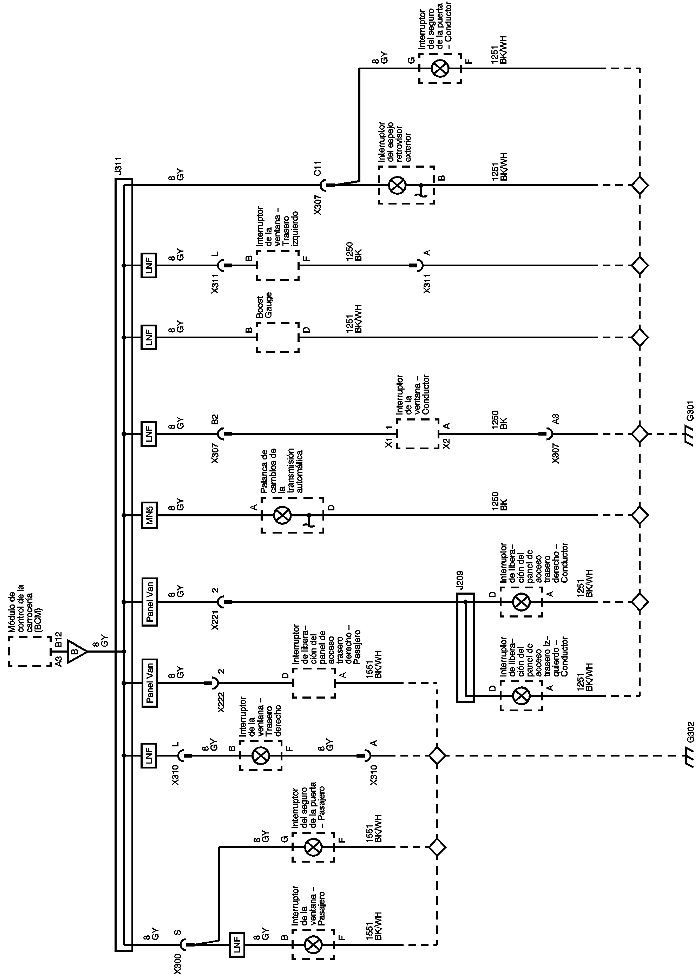 Módulo de
control de la
carrocería
(BCM)
A3
B12
B
8
GY
J311
8
GY
S
X300
LNF
8
GY
B
Interruptor
de la
ventana –
Pasajero
F
1551
BK/WH
8
GY
G
Interruptor
del seguro
de la puerta
– Pasajero
F
1551
BK/WH
LNF
L
X310
8
GY
B
Interruptor
de la
ventana –
Trasero
derecho
F
8
GY
A
X310
G302
Panel Van
8
GY
2
X222
D
Interruptor
de libera–
ción del
panel de
acceso
trasero
derecho –
Pasajero
A
1551
BK/WH
Panel Van
8
GY
2
X221
J209
D
Interruptor
de libera–
ción del
panel de
acceso
trasero iz–
quierdo –
Conductor
A
1251
BK/WH
D
Interruptor
de libera–
ción del
panel de
acceso
trasero
derecho –
Conductor
A
1251
BK/WH
MN5
8
GY
A
Palanca de
cambios de
la
transmisión
automática
D
1250
BK
LNF
8
GY
B2
X307
X1
1
Interruptor
de la
ventana –
Conductor
X2
A
1250
BK
A3
X307
G301
LNF
8
GY
B
Boost
Gauge
D
1251
BK/WH
LNF
8
GY
L
X311
B
Interruptor
de la
ventana –
Trasero
izquierdo
F
1250
BK
A
X311
8
GY
C11
X307
Interruptor
del espejo
retrovisor
exterior
B
1251
BK/WH
8
GY
G
Interruptor
del seguro
de la puerta
– Conductor
F
1251
BK/WH